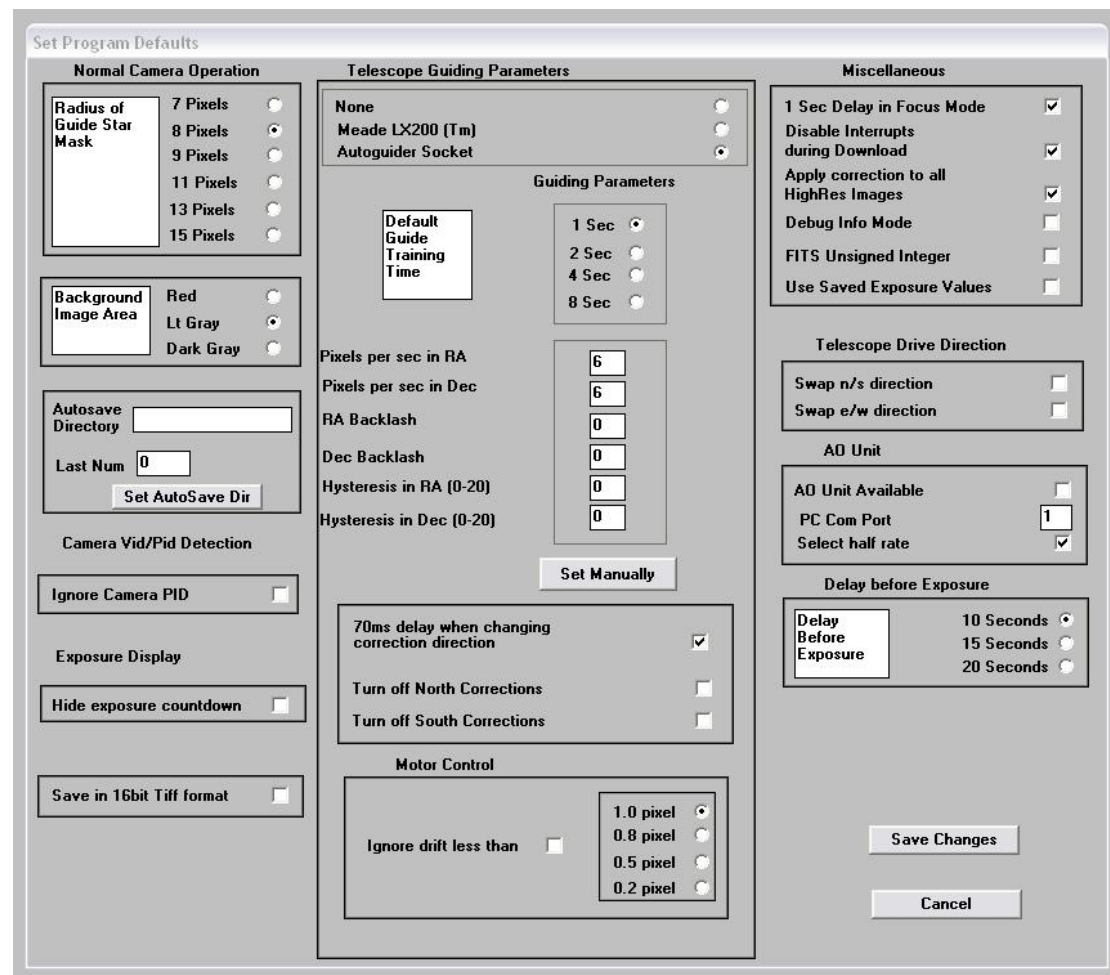 Set Program Defaults
Normal Camera Operation
Radius of
Guide Star
Mask
7 Pixels
8 Pixels
9 Pixels
11 Pixels
13 Pixels
15 Pixels
Background
Image Area
Red
Lt Gray
Dark Gray
Autosave
Directory
Last Num 0
Set AutoSave Dir
Camera Vid/Pid Detection
Ignore Camera PID
Exposure Display
Hide exposure countdown
Save in 16bit Tiff format
Telescope Guiding Parameters
None
Meade LX200 (Tm)
Autoguider Socket
Guiding Parameters
Default
Guide
Training
Time
1 Sec
2 Sec
4 Sec
8 Sec
Pixels per sec in RA 6
Pixels per sec in Dec 6
RA Backlash 0
Dec Backlash 0
Hysteresis in RA (0-20) 0
Hysteresis in Dec (0-20) 0
Set Manually
70ms delay when changing
correction direction
Turn off North Corrections
Turn off South Corrections
Motor Control
Ignore drift less than
1.0 pixel
0.8 pixel
0.5 pixel
0.2 pixel
Miscellaneous
1 Sec Delay in Focus Mode
Disable Interrupts
during Download
Apply correction to all
HighRes Images
Debug Info Mode
FITS Unsigned Integer
Use Saved Exposure Values
Telescope Drive Direction
Swap n/s direction
Swap e/w direction
AO Unit
AO Unit Available
PC Com Port 1
Select half rate
Delay before Exposure
Delay
Before
Exposure
10 Seconds
15 Seconds
20 Seconds
Save Changes
Cancel